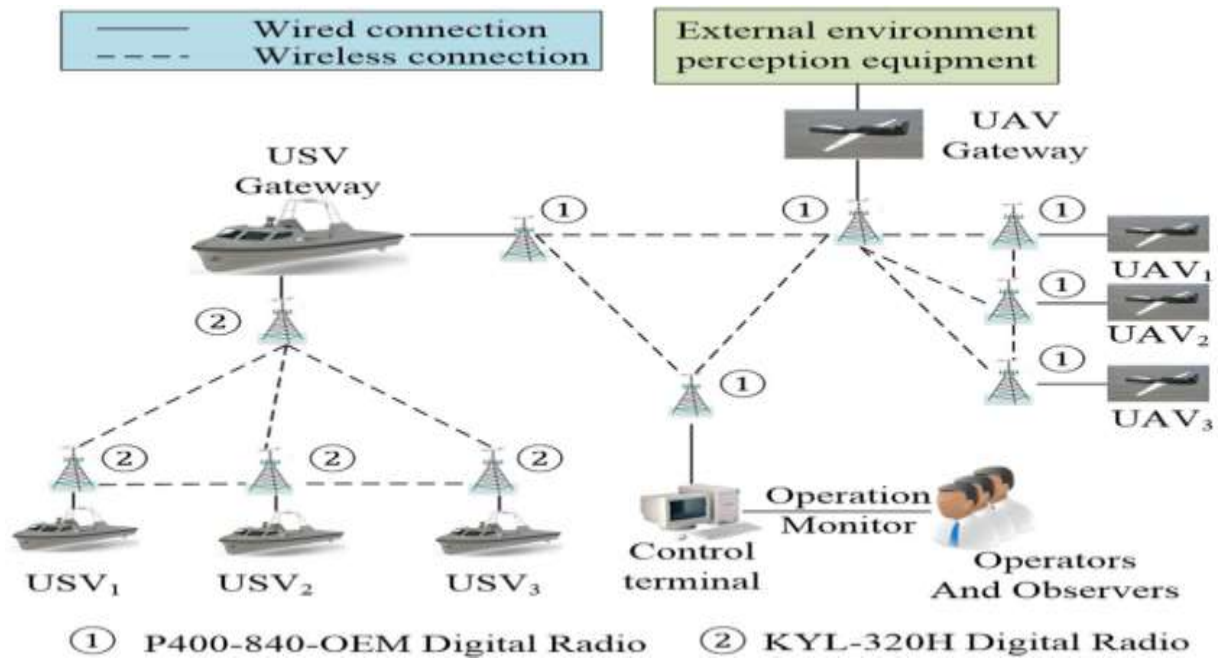 Wired connection
Wireless connection
External environment
perception equipment
USV
Gateway
UAV
Gateway
①
①
①
UAV₁
①
UAV₂
②
①
①
UAV₃
②
②
②
USV₁
USV₂
USV₃
Operation
Monitor
Control
terminal
Operators
And Observers
① P400-840-OEM Digital Radio
② KYL-320H Digital Radio